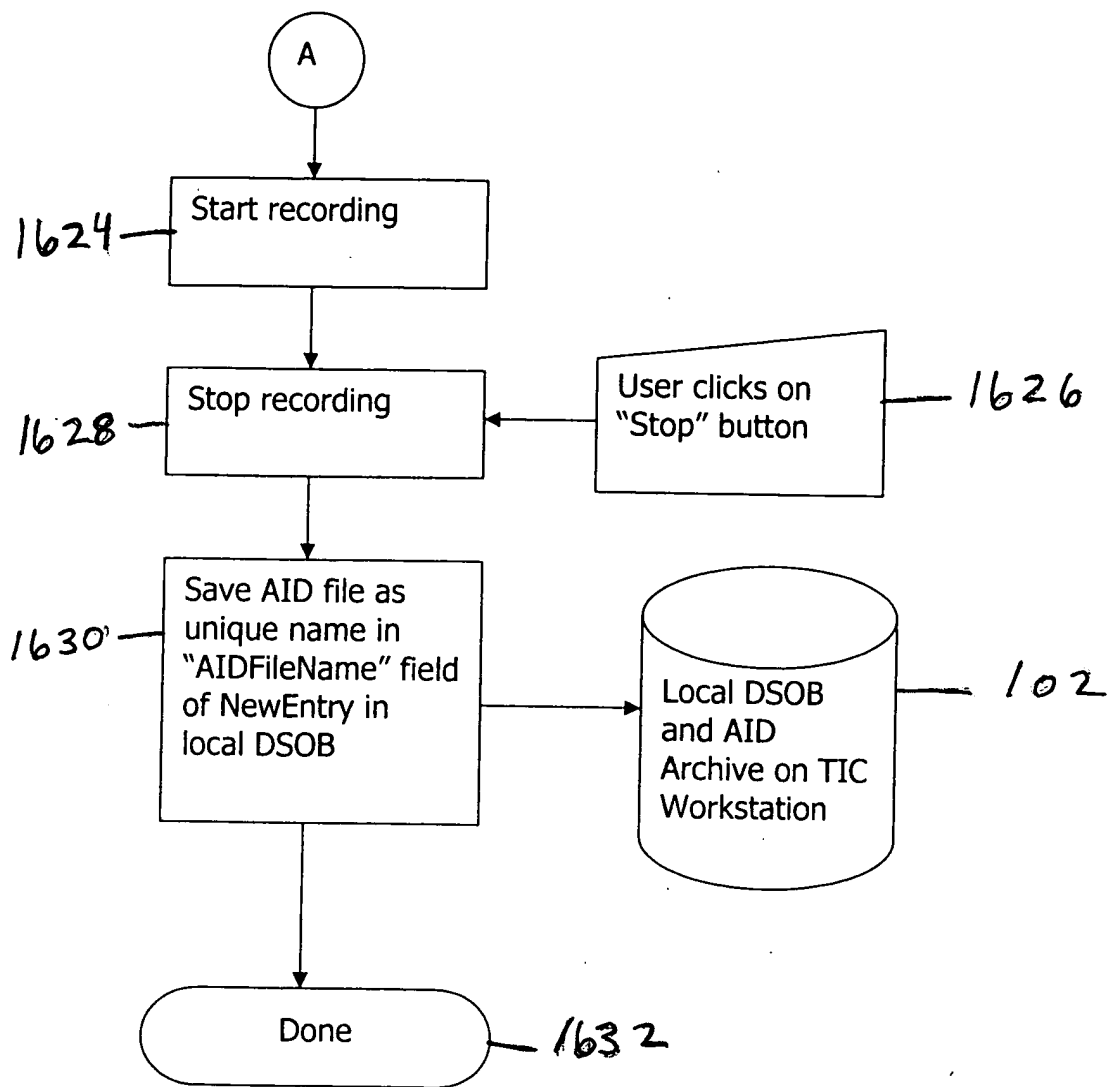 A
Start recording
1624
Stop recording
1628
User clicks on
“Stop” button
1626
Save AID file as
unique name in
“AIDFileName” field
of NewEntry in
local DSOB
1630
Local DSOB
and AID
Archive on TIC
Workstation
102
Done
1632